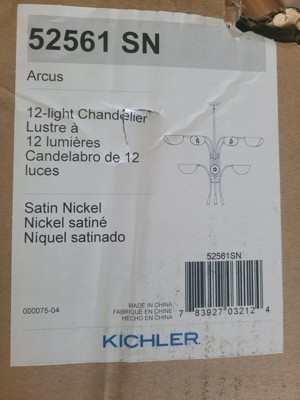 52561 SN
Arcus
12-light Chandelier
Lustre à
12 lumières
Candelabro de 12
luces
Satin Nickel
Nickel satiné
Níquel satinado
52561SN
000075-04
MADE IN CHINA
FABRIQUÉ EN CHINE
HECHO EN CHINA
7 83927 03212 4
KICHLER